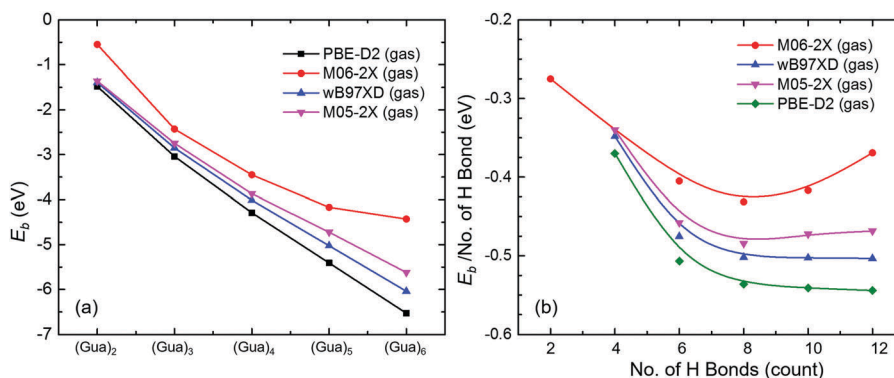 0
-1
-2
-3
-4
-5
-6
-7
E_b (eV)
PBE-D2 (gas)
M06-2X (gas)
wB97XD (gas)
M05-2X (gas)
(a)
(Gua)₂ (Gua)₃ (Gua)₄ (Gua)₅ (Gua)₆
-0.2
-0.3
-0.4
-0.5
-0.6
E_b /No. of H Bond (eV)
M06-2X (gas)
wB97XD (gas)
M05-2X (gas)
PBE-D2 (gas)
(b)
2 4 6 8 10 12
No. of H Bonds (count)